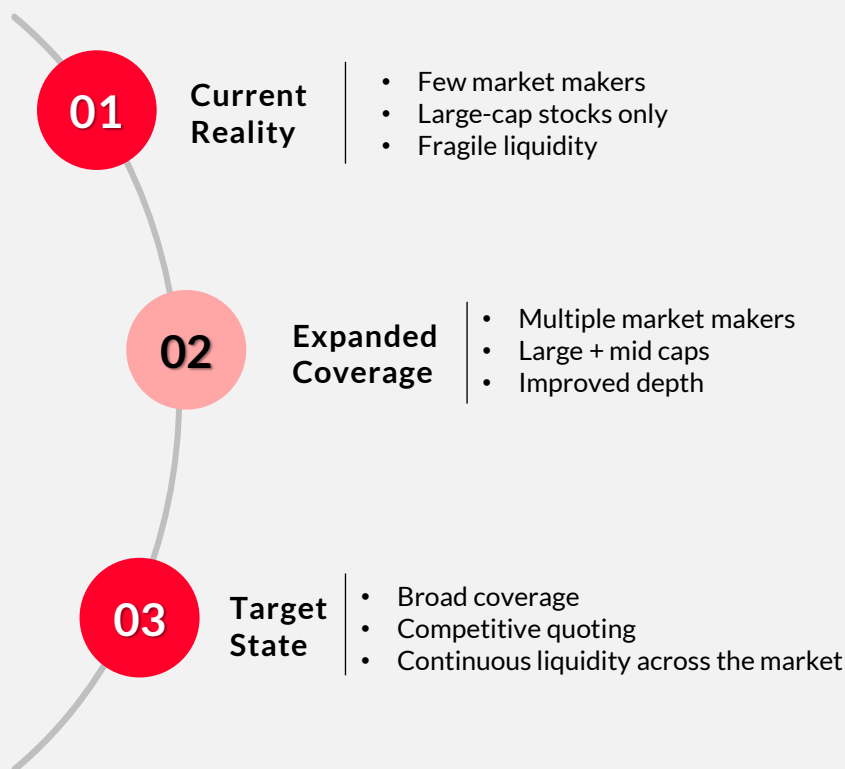 01
Current
Reality
• Few market makers
• Large-cap stocks only
• Fragile liquidity
02
Expanded
Coverage
• Multiple market makers
• Large + mid caps
• Improved depth
03
Target
State
• Broad coverage
• Competitive quoting
• Continuous liquidity across the market